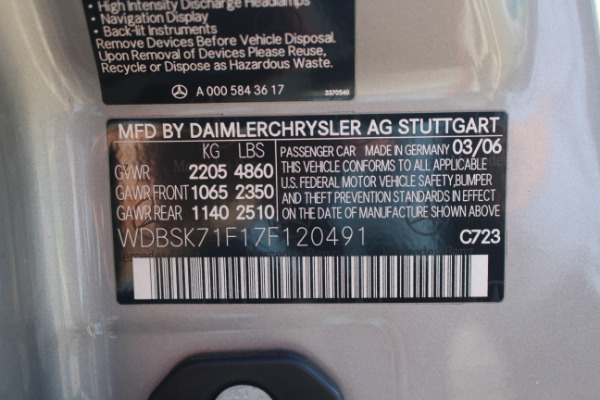 • High Intensity Discharge Headlamps
• Navigation Display
• Back-lit Instruments
Remove Devices Before Vehicle Disposal.
Upon Removal of Devices Please Reuse,
Recycle or Dispose as Hazardous Waste.
A 000 584 36 17
3370540
MFD BY DAIMLERCHRYSLER AG STUTTGART
KG LBS
GVWR 2205 4860
GAWR FRONT 1065 2350
GAWR REAR 1140 2510
PASSENGER CAR MADE IN GERMANY 03/06
THIS VEHICLE CONFORMS TO ALL APPLICABLE
U.S. FEDERAL MOTOR VEHICLE SAFETY, BUMPER
AND THEFT PREVENTION STANDARDS IN EFFECT
ON THE DATE OF MANUFACTURE SHOWN ABOVE.
WDBSK71F17F120491
C723